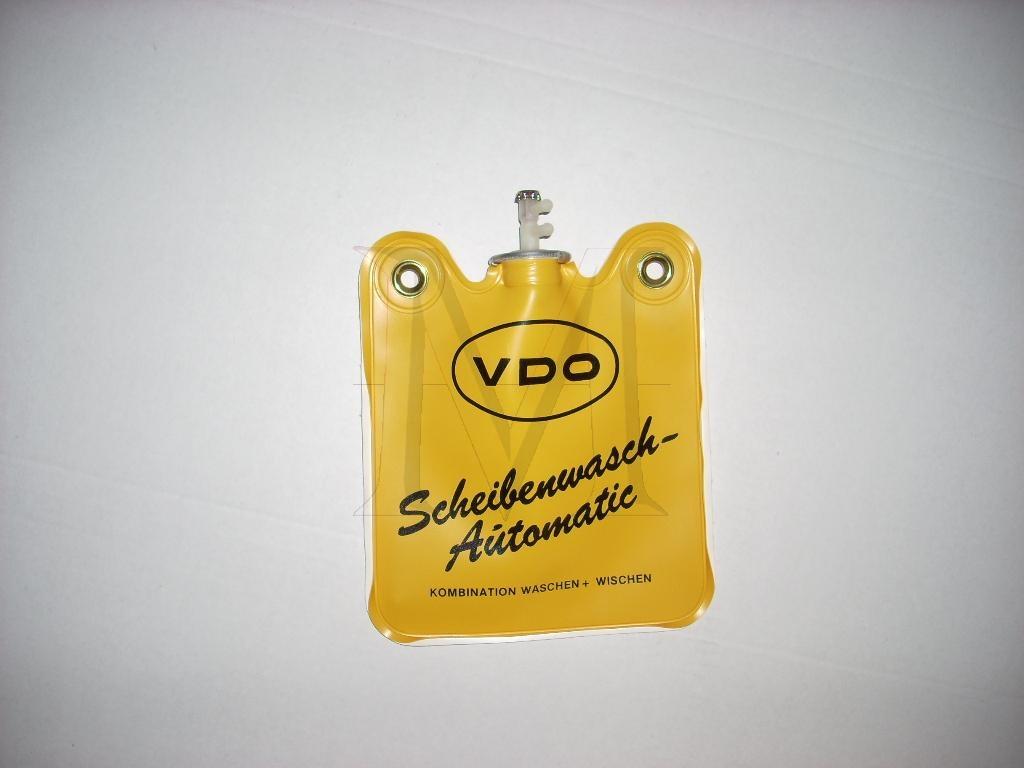 VDO
Scheibenwasch-
Automatic
KOMBINATION WASCHEN + WISCHEN